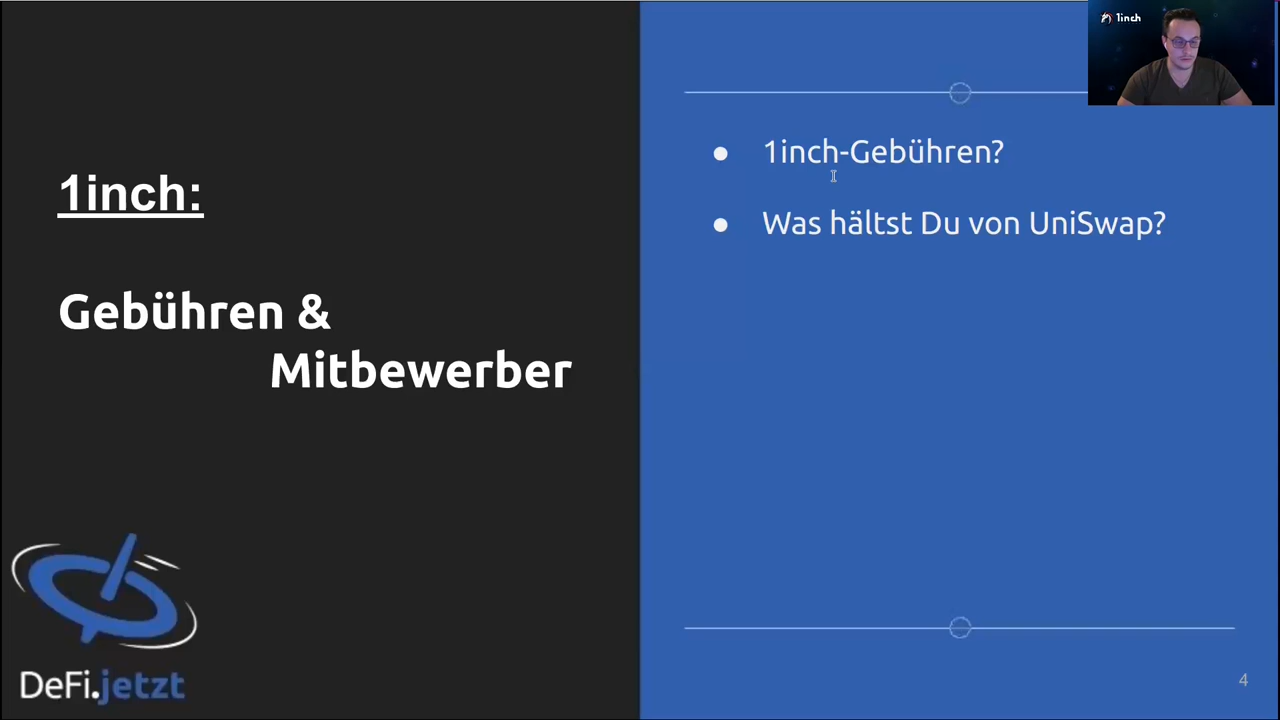 1inch:
Gebühren &
Mitbewerber
DeFi.jetzt
1inch
● 1inch-Gebühren?
● Was hältst Du von UniSwap?
4